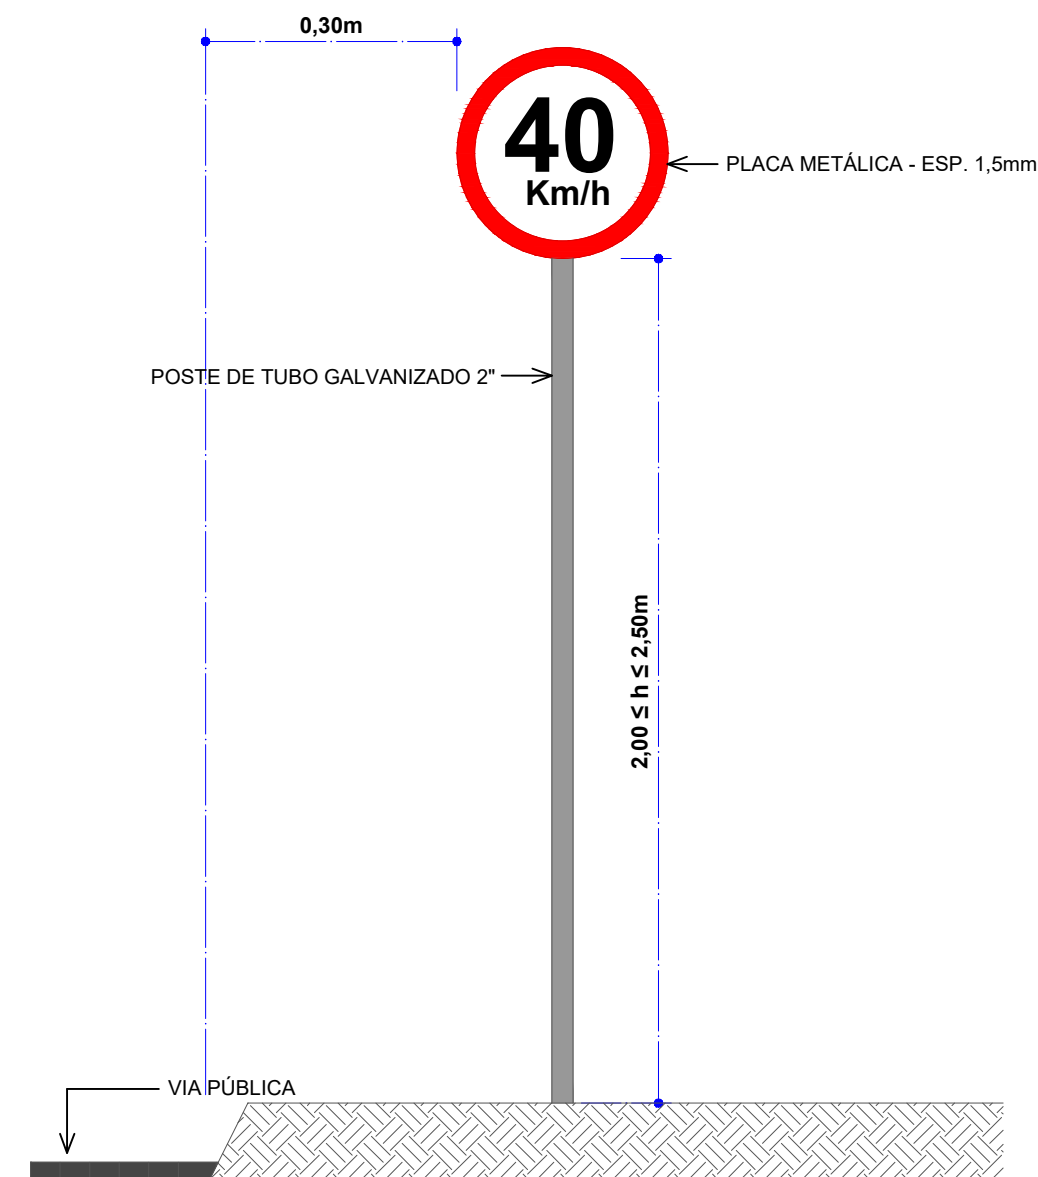 0,30m
40
Km/h
PLACA METÁLICA - ESP. 1,5mm
POSTE DE TUBO GALVANIZADO 2"
2,00 ≤ h ≤ 2,50m
VIA PÚBLICA